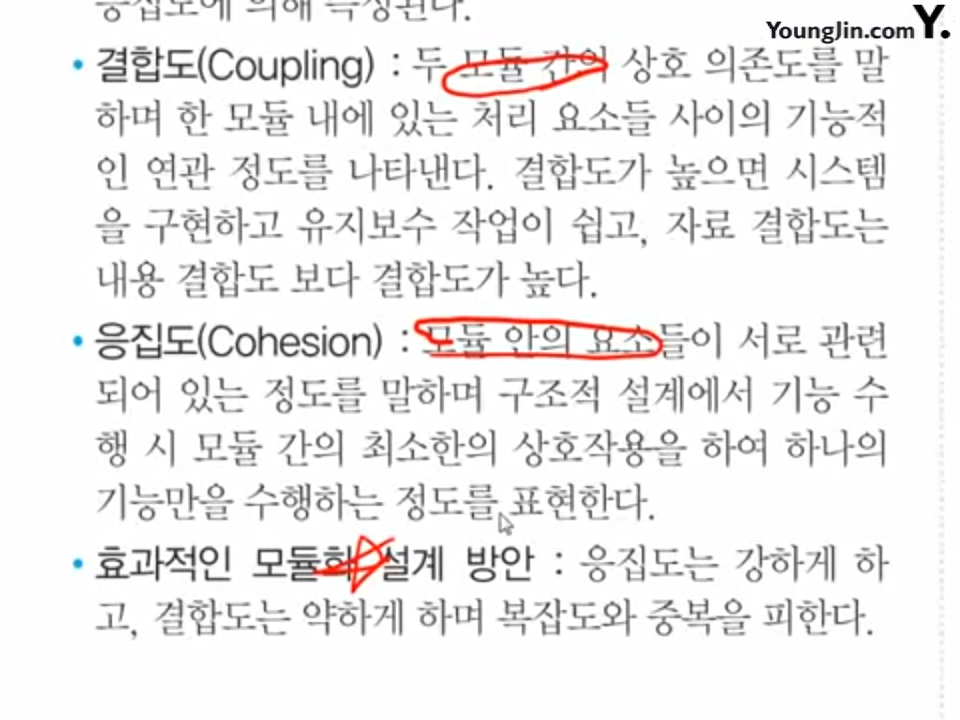 YoungJin.com Y.
응집도에 의해 측정된다.
• 결합도(Coupling) : 두 모듈 간의 상호 의존도를 말
하며 한 모듈 내에 있는 처리 요소들 사이의 기능적
인 연관 정도를 나타낸다. 결합도가 높으면 시스템
을 구현하고 유지보수 작업이 쉽고, 자료 결합도는
내용 결합도 보다 결합도가 높다.
• 응집도(Cohesion) : 모듈 안의 요소들이 서로 관련
되어 있는 정도를 말하며 구조적 설계에서 기능 수
행 시 모듈 간의 최소한의 상호작용을 하여 하나의
기능만을 수행하는 정도를 표현한다.
• 효과적인 모듈화 설계 방안 : 응집도는 강하게 하
고, 결합도는 약하게 하며 복잡도와 중복을 피한다.